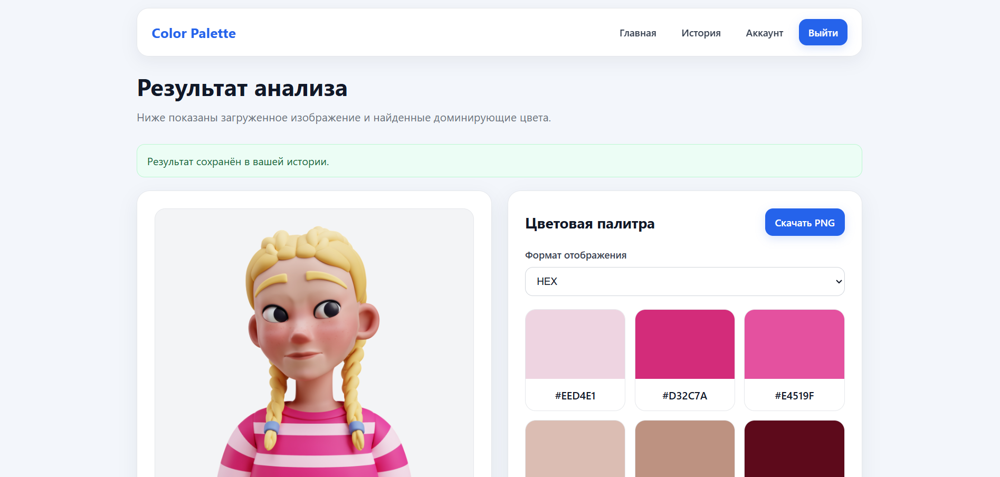 Color Palette
Главная
История
Аккаунт
Выйти
Результат анализа
Ниже показаны загруженное изображение и найденные доминирующие цвета.
Результат сохранён в вашей истории.
Цветовая палитра
Скачать PNG
Формат отображения
HEX
#EED4E1
#D32C7A
#E4519F